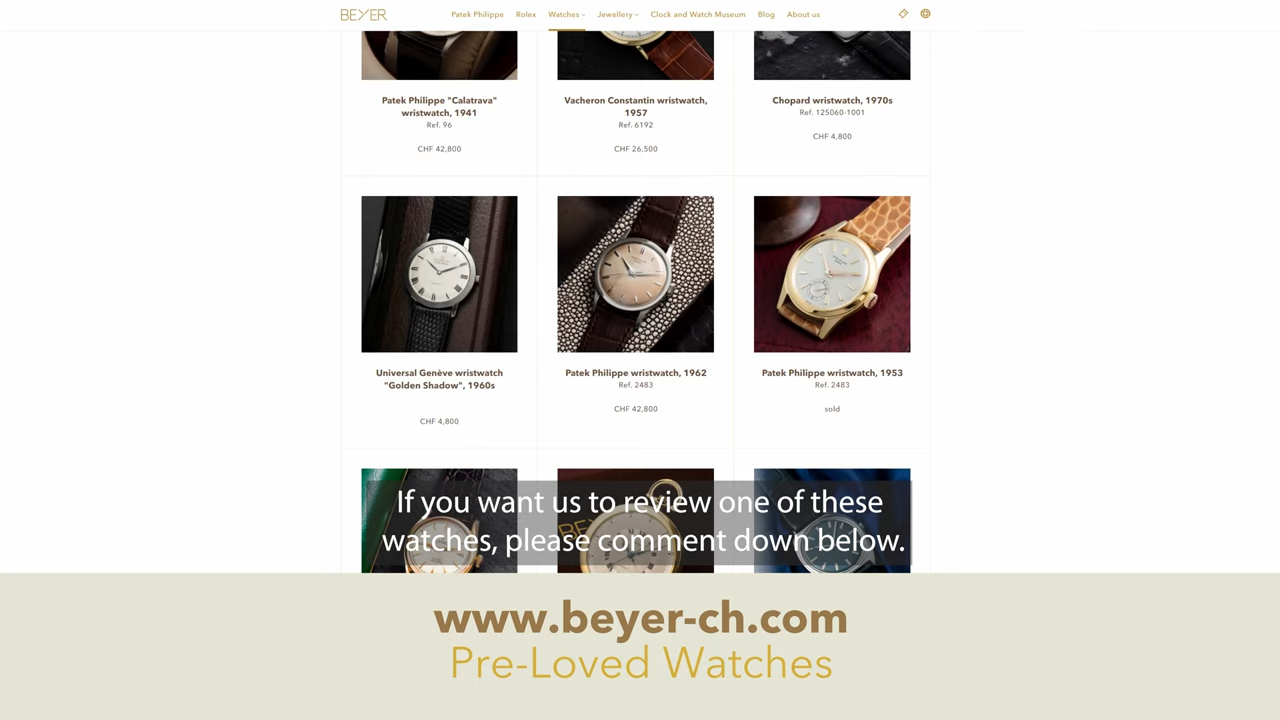 BEYER
Patek Philippe
Rolex
Watches
Jewellery
Clock and Watch Museum
Blog
About us
Patek Philippe "Calatrava"
wristwatch, 1941
Ref. 96
CHF 42,800
Vacheron Constantin wristwatch,
1957
Ref. 6192
CHF 26,500
Chopard wristwatch, 1970s
Ref. 125060-1001
CHF 4,800
Universal Genève wristwatch
"Golden Shadow", 1960s
CHF 4,800
Patek Philippe wristwatch, 1962
Ref. 2483
CHF 42,800
Patek Philippe wristwatch, 1953
Ref. 2483
sold
If you want us to review one of these
watches, please comment down below.
www.beyer-ch.com
Pre-Loved Watches